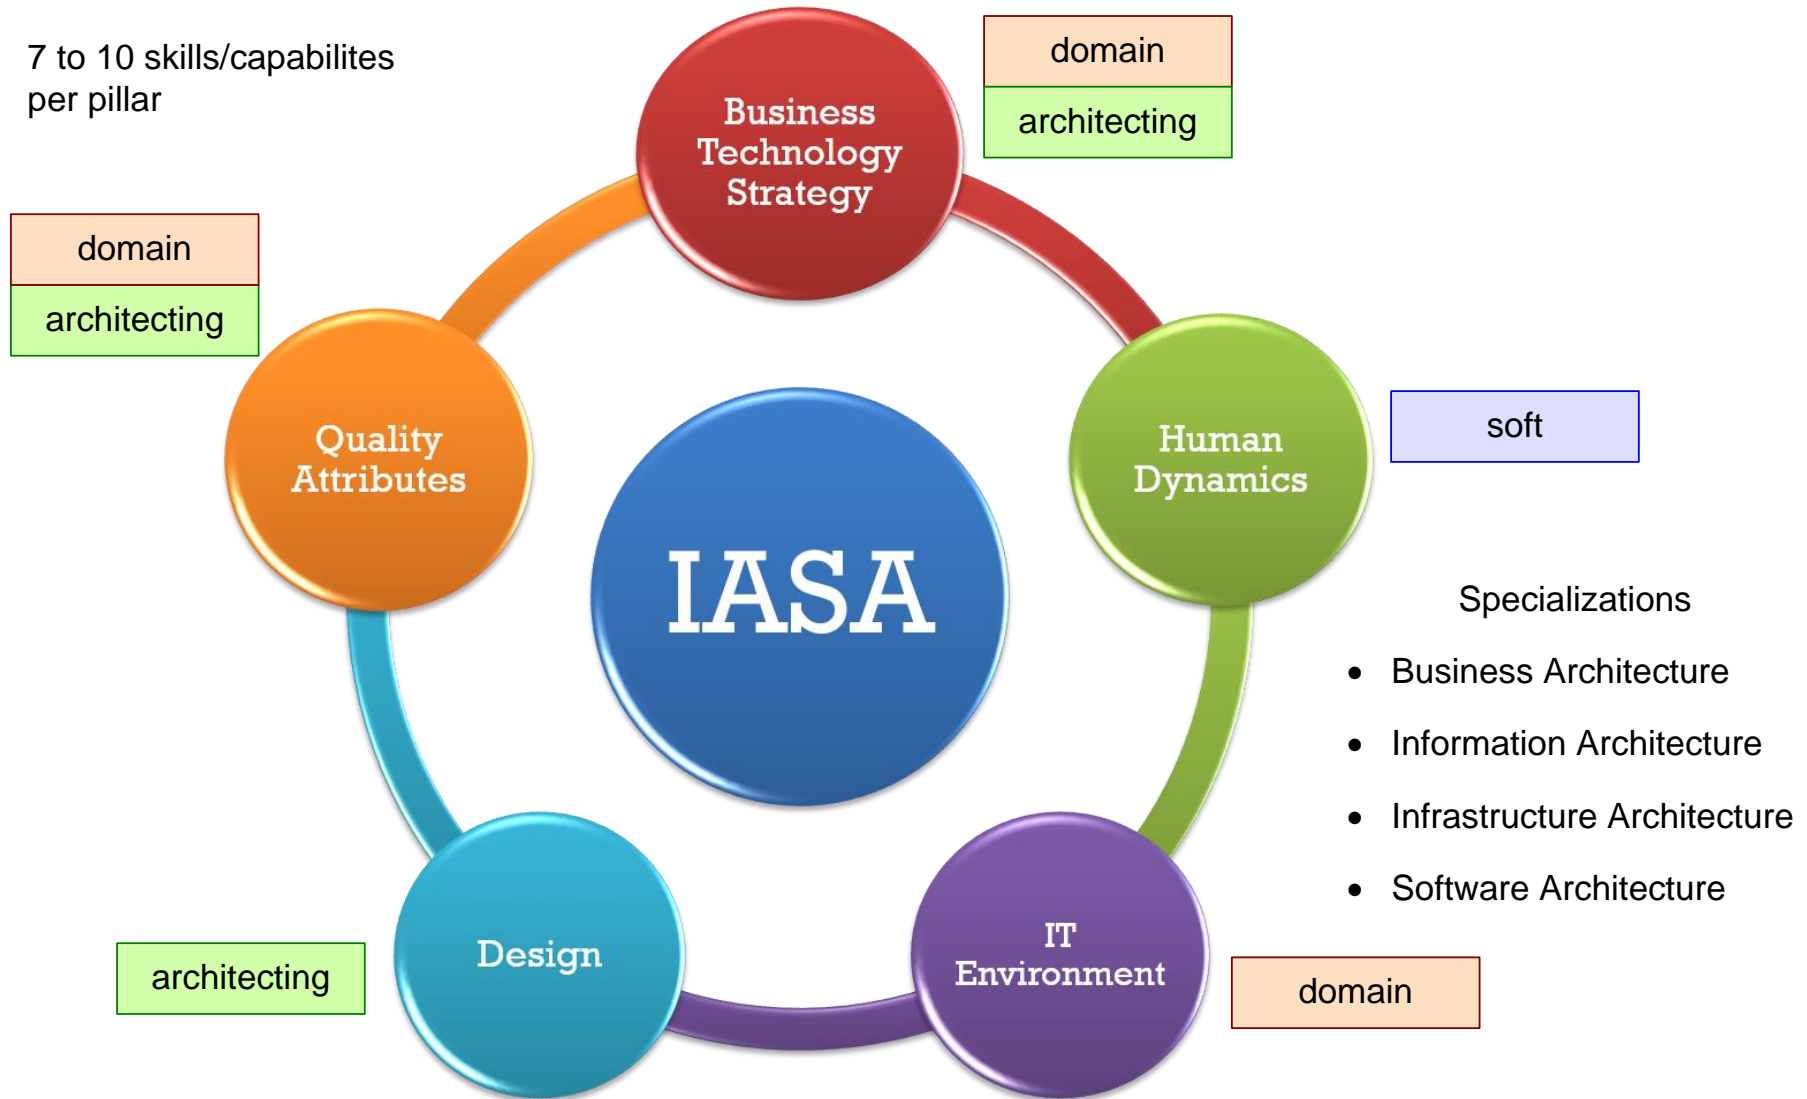 7 to 10 skills/capabilites
per pillar
Business
Technology
Strategy
domain
architecting
domain
architecting
Quality
Attributes
Human
Dynamics
soft
IASA
Specializations
• Business Architecture
• Information Architecture
• Infrastructure Architecture
• Software Architecture
Design
architecting
IT
Environment
domain